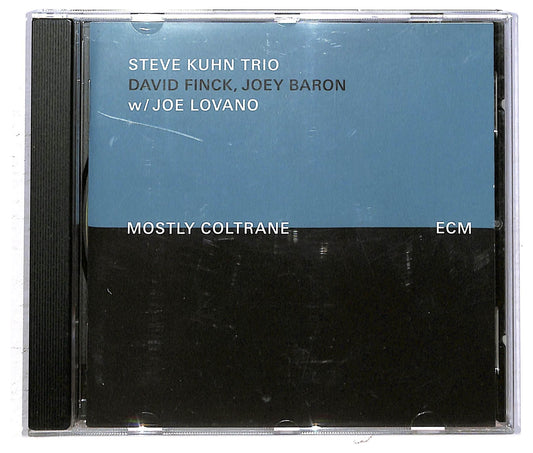 STEVE KUHN TRIO
DAVID FINCK, JOEY BARON
w/JOE LOVANO
MOSTLY COLTRANE ECM